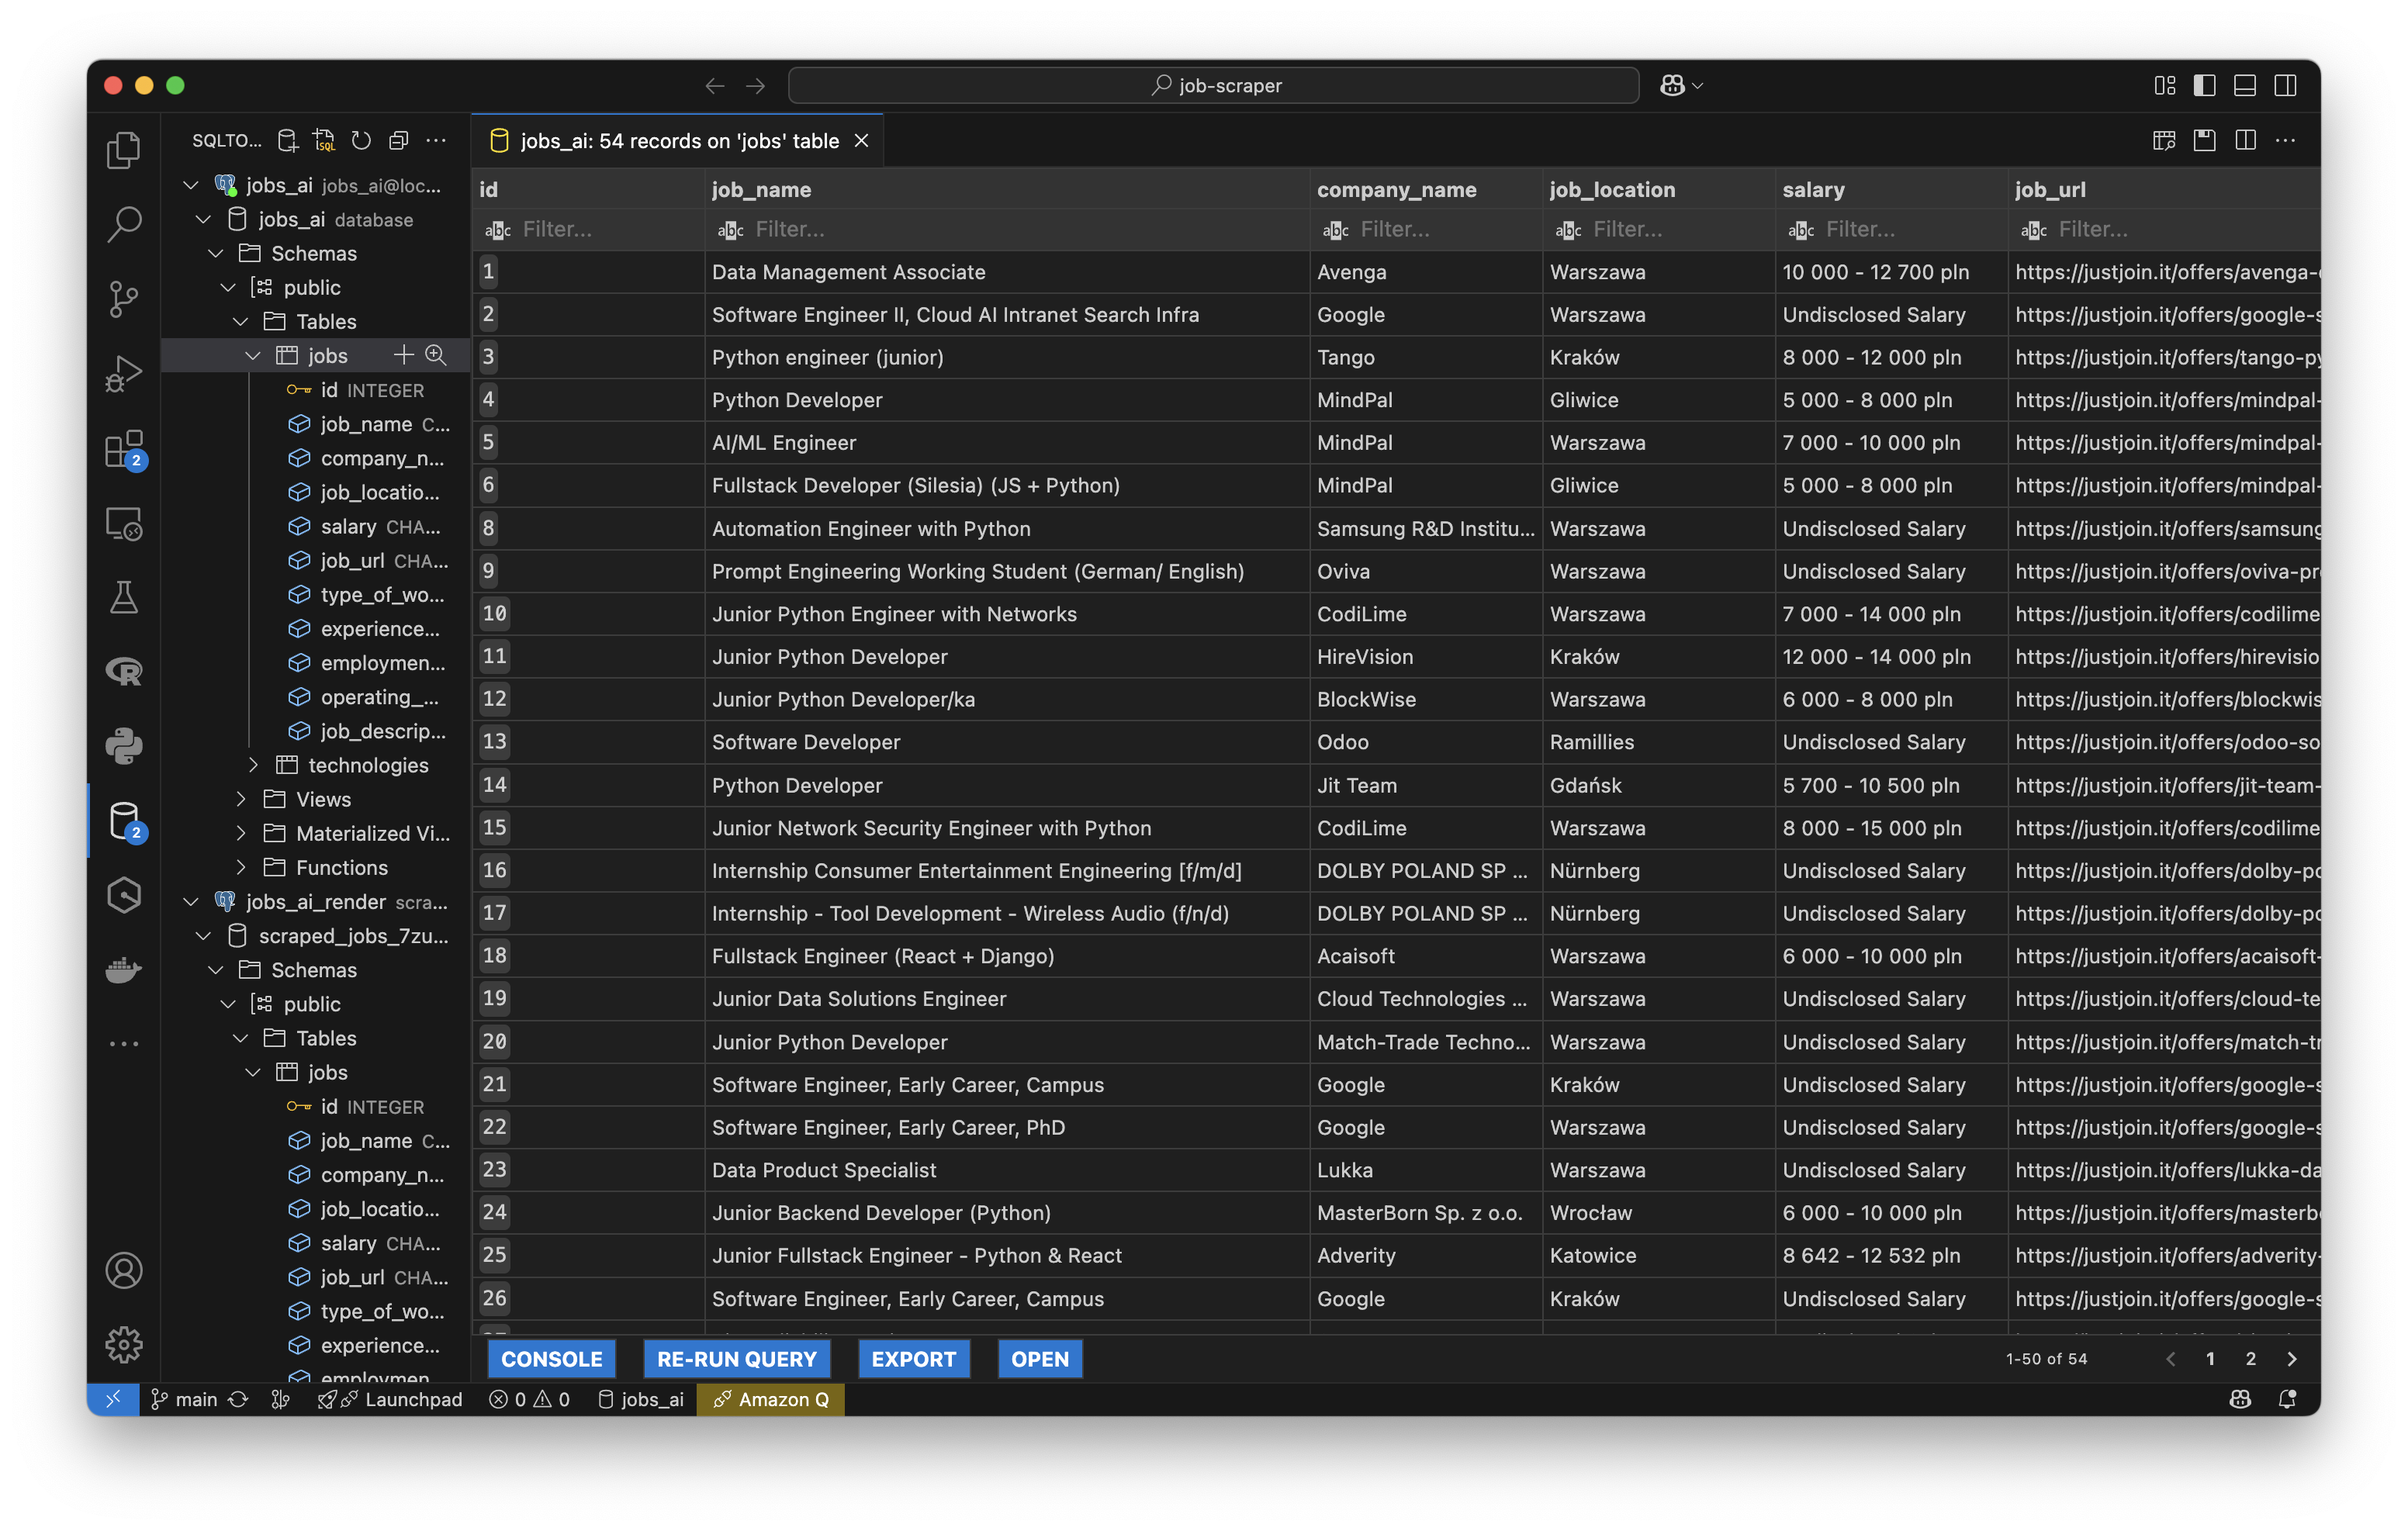 job-scraper
SQLTO...
jobs_ai: 54 records on 'jobs' table
jobs_ai jobs_ai@loc...
jobs_ai database
Schemas
public
Tables
jobs
id INTEGER
job_name C...
company_n...
job_locatio...
salary CHA...
job_url CHA...
type_of_wo...
experience...
employmen...
operating_...
job_descrip...
technologies
Views
Materialized Vi...
Functions
jobs_ai_render scra...
scraped_jobs_7zu...
Schemas
public
Tables
jobs
id INTEGER
job_name C...
company_n...
job_locatio...
salary CHA...
job_url CHA...
type_of_wo...
experience...
employmen
2
2
id job_name company_name job_location salary job_url
abc Filter... abc Filter... abc Filter... abc Filter... abc Filter... abc Filter...
1 Data Management Associate Avenga Warszawa 10 000 - 12 700 pln https://justjoin.it/offers/avenga-
2 Software Engineer II, Cloud AI Intranet Search Infra Google Warszawa Undisclosed Salary https://justjoin.it/offers/google-s
3 Python engineer (junior) Tango Kraków 8 000 - 12 000 pln https://justjoin.it/offers/tango-py
4 Python Developer MindPal Gliwice 5 000 - 8 000 pln https://justjoin.it/offers/mindpal-
5 AI/ML Engineer MindPal Warszawa 7 000 - 10 000 pln https://justjoin.it/offers/mindpal-
6 Fullstack Developer (Silesia) (JS + Python) MindPal Gliwice 5 000 - 8 000 pln https://justjoin.it/offers/mindpal-
8 Automation Engineer with Python Samsung R&D Institu... Warszawa Undisclosed Salary https://justjoin.it/offers/samsung
9 Prompt Engineering Working Student (German/ English) Oviva Warszawa Undisclosed Salary https://justjoin.it/offers/oviva-pr
10 Junior Python Engineer with Networks CodiLime Warszawa 7 000 - 14 000 pln https://justjoin.it/offers/codilime
11 Junior Python Developer HireVision Kraków 12 000 - 14 000 pln https://justjoin.it/offers/hirevisio
12 Junior Python Developer/ka BlockWise Warszawa 6 000 - 8 000 pln https://justjoin.it/offers/blockwis
13 Software Developer Odoo Ramillies Undisclosed Salary https://justjoin.it/offers/odoo-so
14 Python Developer Jit Team Gdańsk 5 700 - 10 500 pln https://justjoin.it/offers/jit-team-
15 Junior Network Security Engineer with Python CodiLime Warszawa 8 000 - 15 000 pln https://justjoin.it/offers/codilime
16 Internship Consumer Entertainment Engineering [f/m/d] DOLBY POLAND SP ... Nürnberg Undisclosed Salary https://justjoin.it/offers/dolby-po
17 Internship - Tool Development - Wireless Audio (f/n/d) DOLBY POLAND SP ... Nürnberg Undisclosed Salary https://justjoin.it/offers/dolby-po
18 Fullstack Engineer (React + Django) Acaisoft Warszawa 6 000 - 10 000 pln https://justjoin.it/offers/acaisoft-
19 Junior Data Solutions Engineer Cloud Technologies ... Warszawa Undisclosed Salary https://justjoin.it/offers/cloud-te
20 Junior Python Developer Match-Trade Techno... Warszawa Undisclosed Salary https://justjoin.it/offers/match-tr
21 Software Engineer, Early Career, Campus Google Kraków Undisclosed Salary https://justjoin.it/offers/google-s
22 Software Engineer, Early Career, PhD Google Warszawa Undisclosed Salary https://justjoin.it/offers/google-s
23 Data Product Specialist Lukka Warszawa Undisclosed Salary https://justjoin.it/offers/lukka-da
24 Junior Backend Developer (Python) MasterBorn Sp. z o.o. Wrocław 6 000 - 10 000 pln https://justjoin.it/offers/masterbo
25 Junior Fullstack Engineer - Python & React Adverity Katowice 8 642 - 12 532 pln https://justjoin.it/offers/adverity-
26 Software Engineer, Early Career, Campus Google Kraków Undisclosed Salary https://justjoin.it/offers/google-s
CONSOLE RE-RUN QUERY EXPORT OPEN 1-50 of 54 1 2
main Launchpad 0 0 jobs_ai Amazon Q